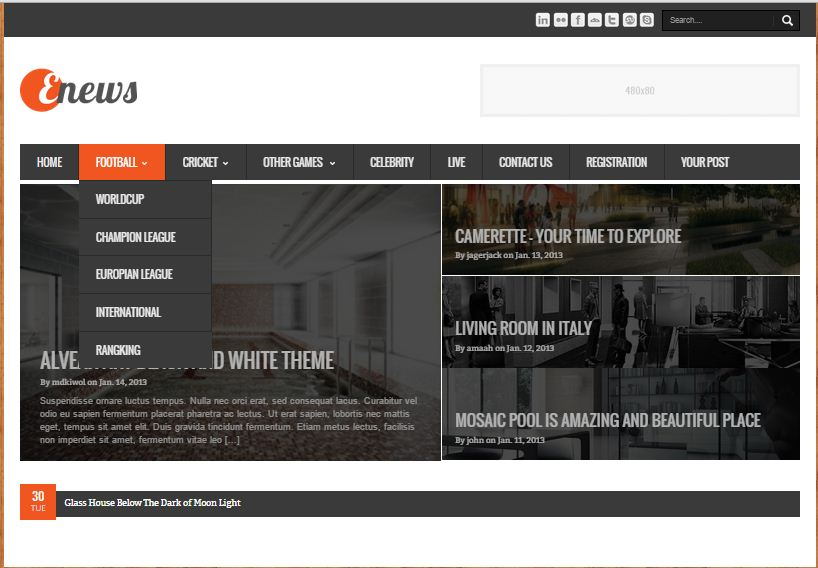 Search....
Enews
480x80
HOME
FOOTBALL
CRICKET
OTHER GAMES
CELEBRITY
LIVE
CONTACT US
REGISTRATION
YOUR POST
WORLDCUP
CHAMPION LEAGUE
EUROPIAN LEAGUE
INTERNATIONAL
RANGKING
AND WHITE THEME
By mdkiwol on Jan. 14, 2013
Suspendisse ornare luctus tempus. Nulla nec orci erat, sed consequat lacus. Curabitur vel
odio eu sapien fermentum placerat pharetra ac lectus. Ut erat sapien, lobortis nec mattis
eget, tempus sit amet elit. Duis gravida tincidunt fermentum. Etiam metus lectus, facilisis
non imperdiet sit amet, fermentum vitae leo [...]
CAMERETTE - YOUR TIME TO EXPLORE
By jagerjack on Jan. 13, 2013
LIVING ROOM IN ITALY
By amaah on Jan. 12, 2013
MOSAIC POOL IS AMAZING AND BEAUTIFUL PLACE
By john on Jan. 11, 2013
30
TUE
Glass House Below The Dark of Moon Light